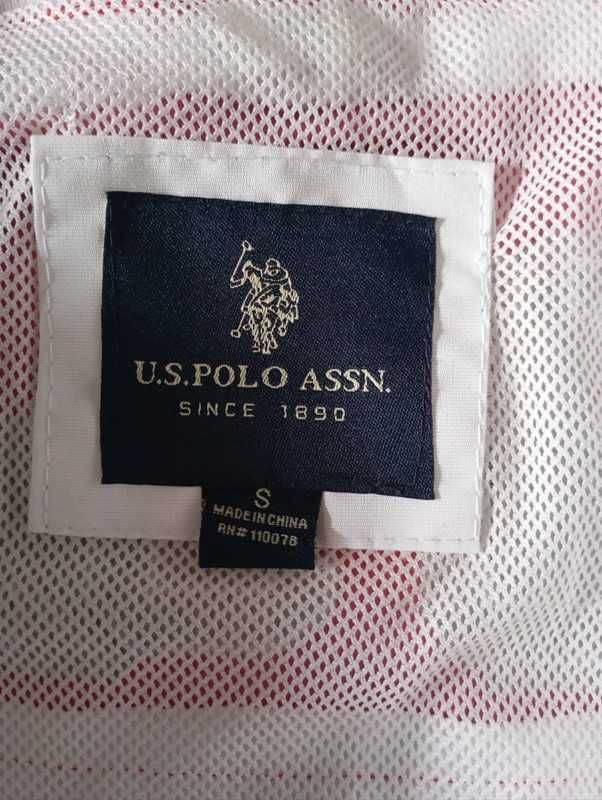 U.S. POLO ASSN.
SINCE 1890
S
MADE IN CHINA
RN# 110078